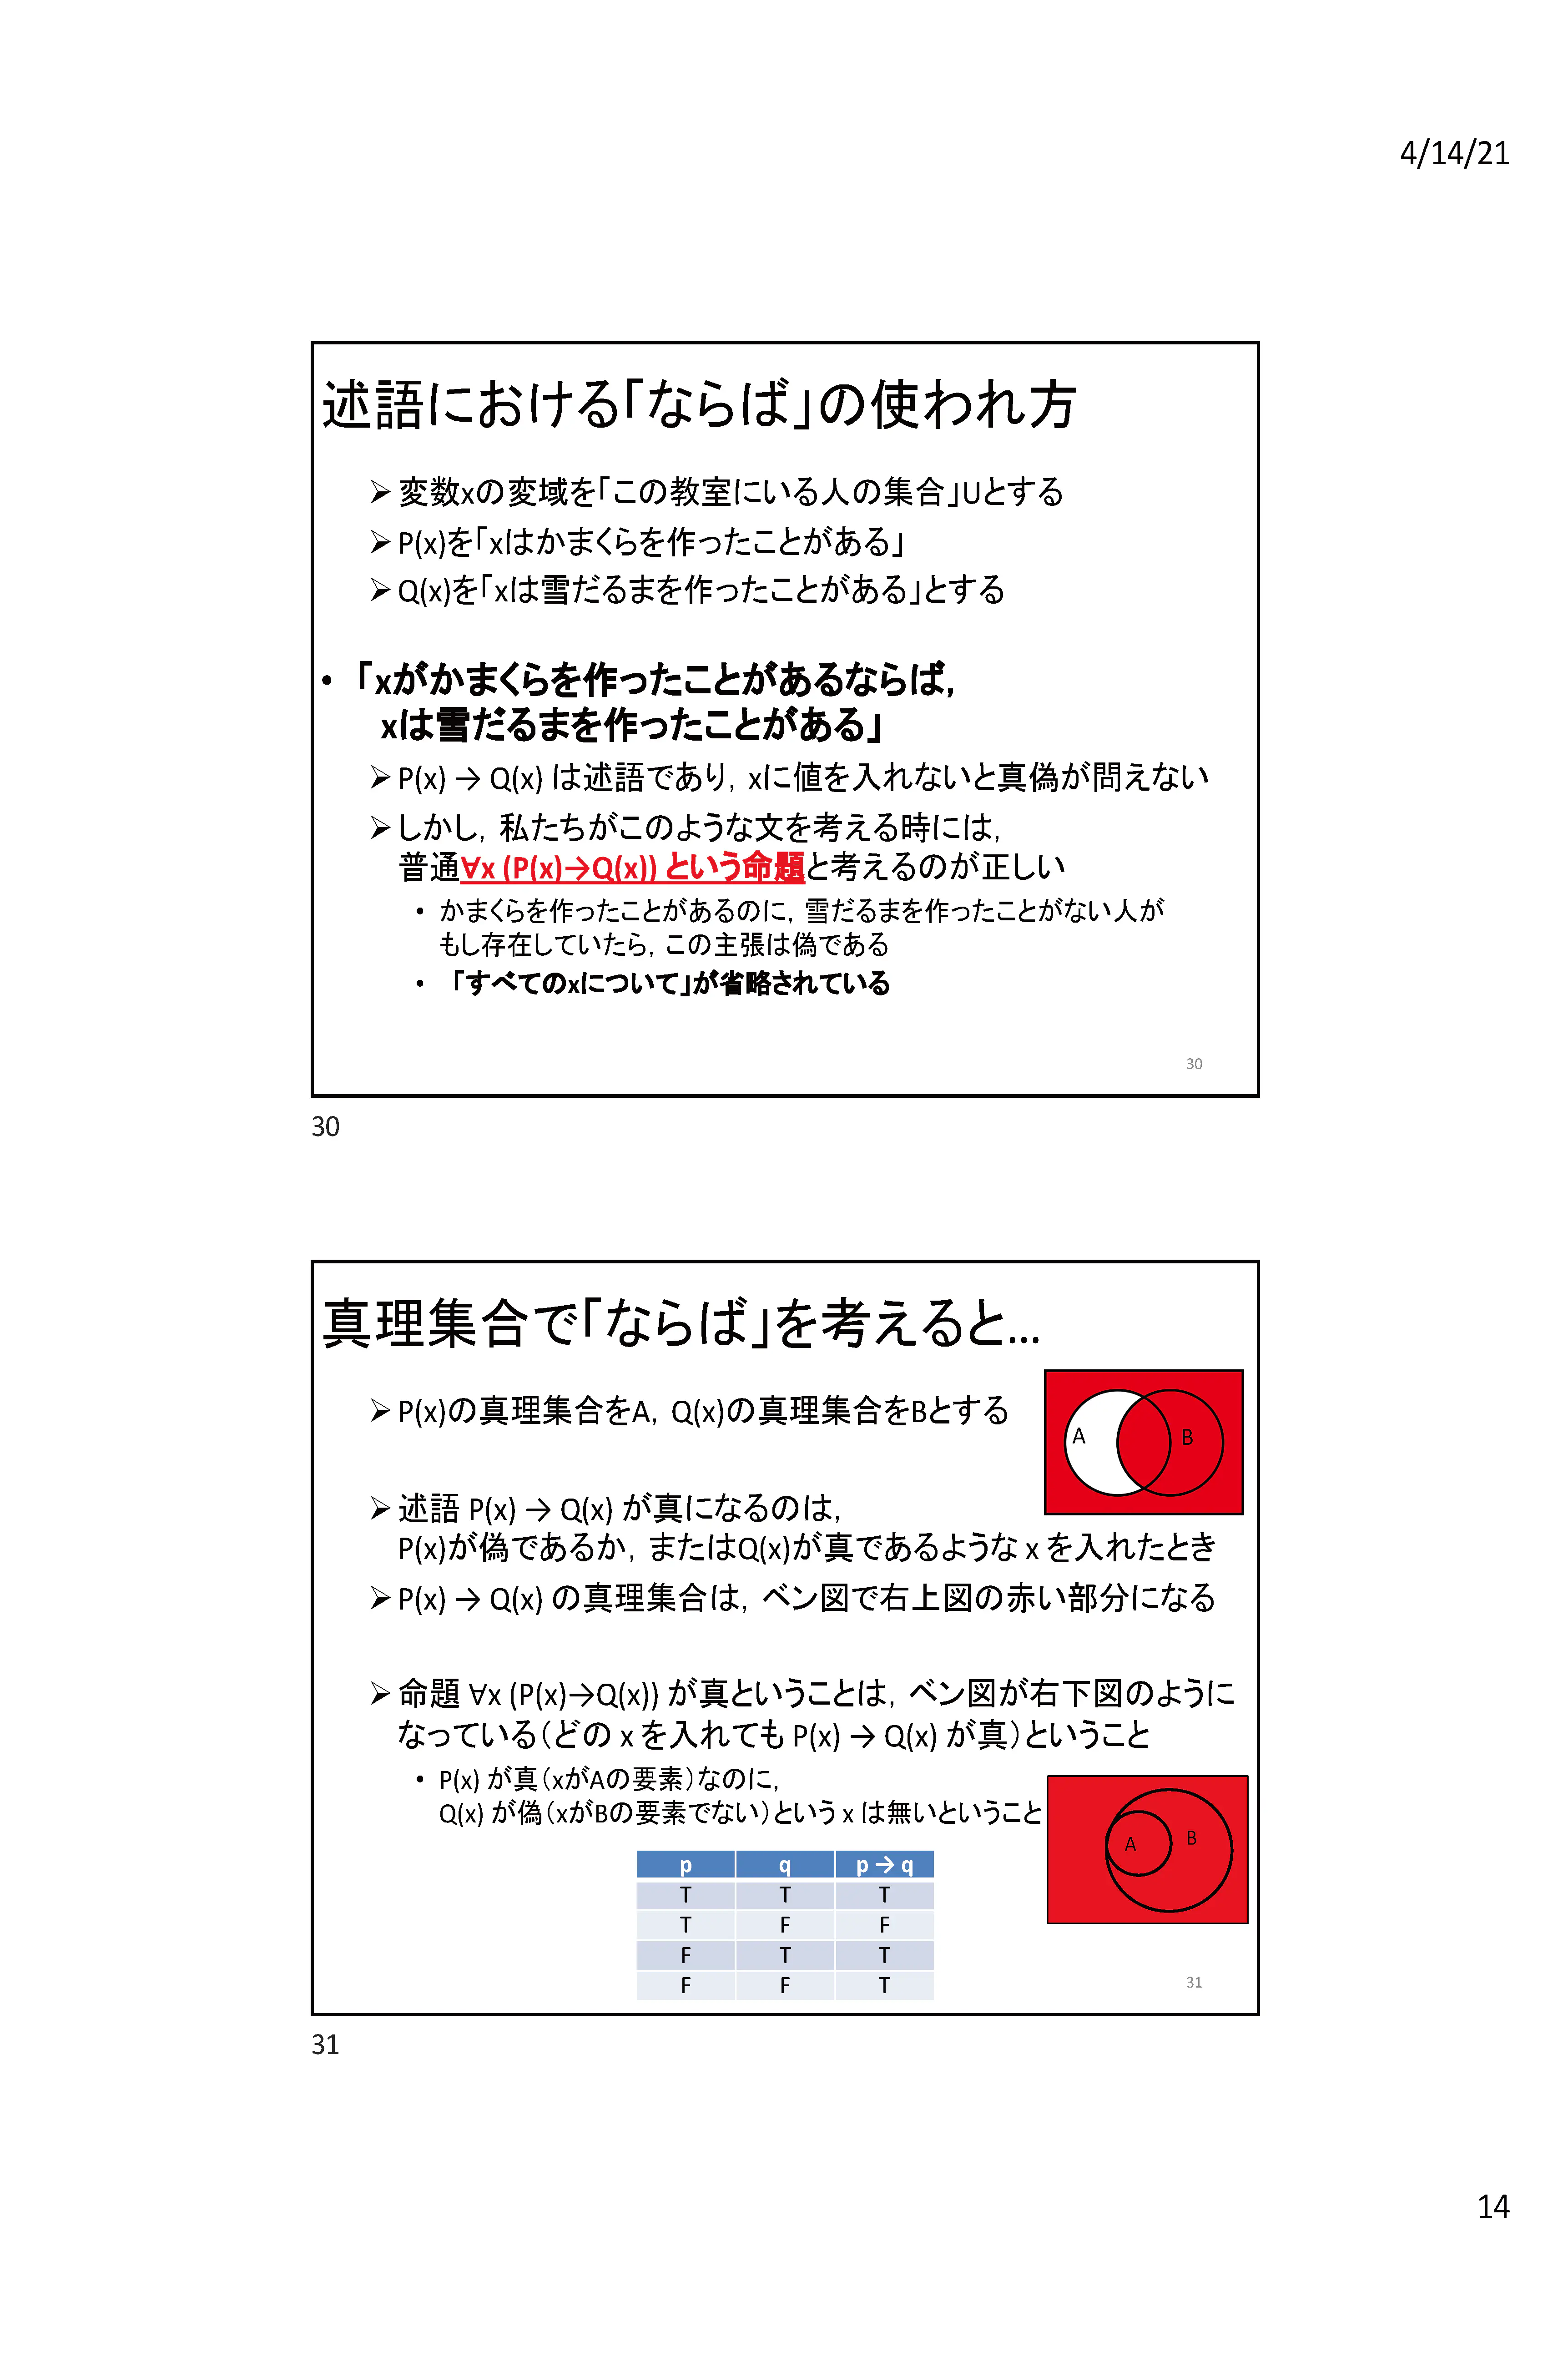 4/14/21
述語における「ならば」の使われ方
➢ 変数xの変域を「この教室にいる人の集合」Uとする
➢ P(x)を「xはかまくらを作ったことがある」
➢ Q(x)を「xは雪だるまを作ったことがある」とする
• 「xがかまくらを作ったことがあるならば，
xは雪だるまを作ったことがある」
➢ P(x) → Q(x) は述語であり，xに値を入れないと真偽が問えない
➢ しかし，私たちがこのような文を考える時には，
普通∀x (P(x)→Q(x)) という命題と考えるのが正しい
• かまくらを作ったことがあるのに，雪だるまを作ったことがない人が
もし存在していたら，この主張は偽である
• 「すべてのxについて」が省略されている
30
30
真理集合で「ならば」を考えると…
➢ P(x)の真理集合をA，Q(x)の真理集合をBとする
A B
➢ 述語 P(x) → Q(x) が真になるのは，
P(x)が偽であるか，またはQ(x)が真であるような x を入れたとき
➢ P(x) → Q(x) の真理集合は，ベン図で右上図の赤い部分になる
➢ 命題 ∀x (P(x)→Q(x)) が真ということは，ベン図が右下図のように
なっている（どの x を入れても P(x) → Q(x) が真）ということ
• P(x) が真（xがAの要素）なのに，
Q(x) が偽（xがBの要素でない）という x は無いということ
A B
p q p → q
T T T
T F F
F T T
F F T
31
31
14